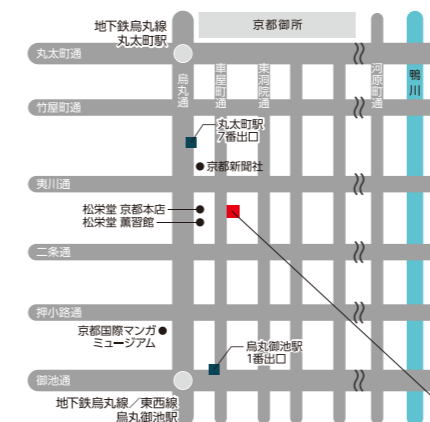 地下鉄烏丸線
丸太町駅
京都御所
丸太町通
烏丸通
車屋町通
東洞院通
河原町通
鴨川
竹屋町通
丸太町駅
7番出口
京都新聞社
夷川通
松栄堂 京都本店
松栄堂 薫習館
二条通
押小路通
京都国際マンガ
ミュージアム
烏丸御池駅
1番出口
御池通
地下鉄烏丸線／東西線
烏丸御池駅